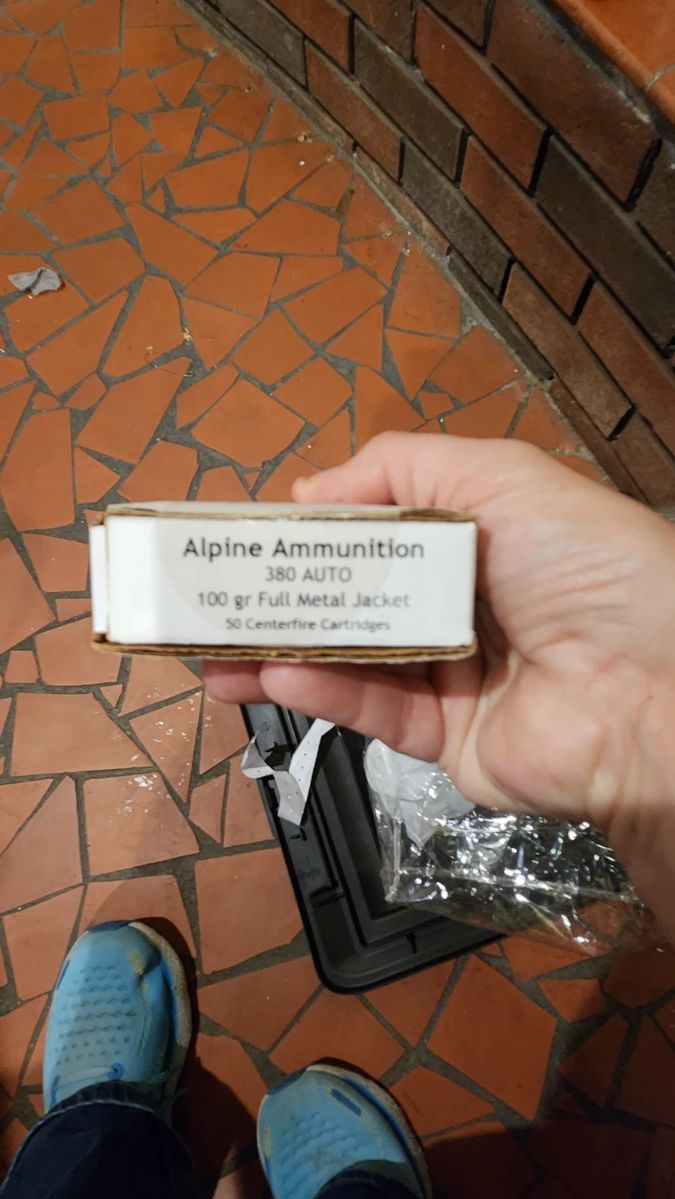 Alpine Ammunition
380 AUTO
100 gr Full Metal Jacket
50 Centerfire Cartridges